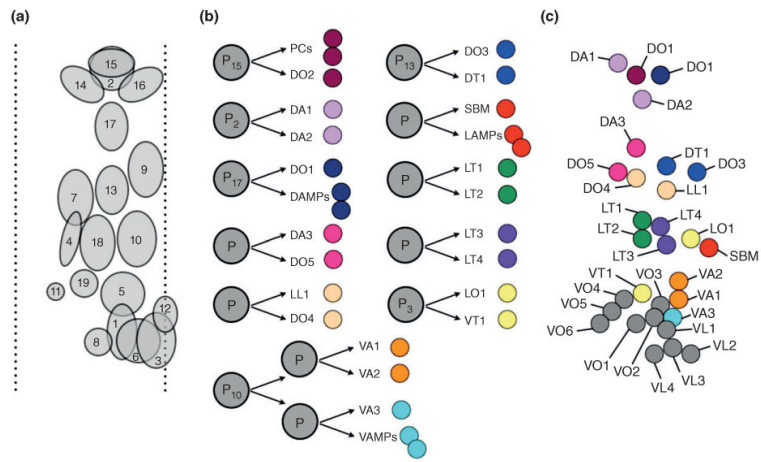 (a)
15
14
2
16
17
9
13
7
4
18
10
19
11
5
12
1
8
6
3
(b)
P15
PCs
DO2
P2
DA1
DA2
P17
DO1
DAMPs
P
DA3
DO5
P
LL1
DO4
P10
P
VA1
VA2
P
VA3
VAMPs
P13
DO3
DT1
P
SBM
LAMPs
P
LT1
LT2
P
LT3
LT4
P3
LO1
VT1
(c)
DA1
DO1
DO1
DA2
DA3
DT1
DO5
DO3
DO4
LL1
LT1
LT4
LT2
LO1
LT3
SBM
VT1
VO3
VA2
VO4
VA1
VO5
VA3
VO6
VL1
VO1
VL2
VO2
VL4
VL3